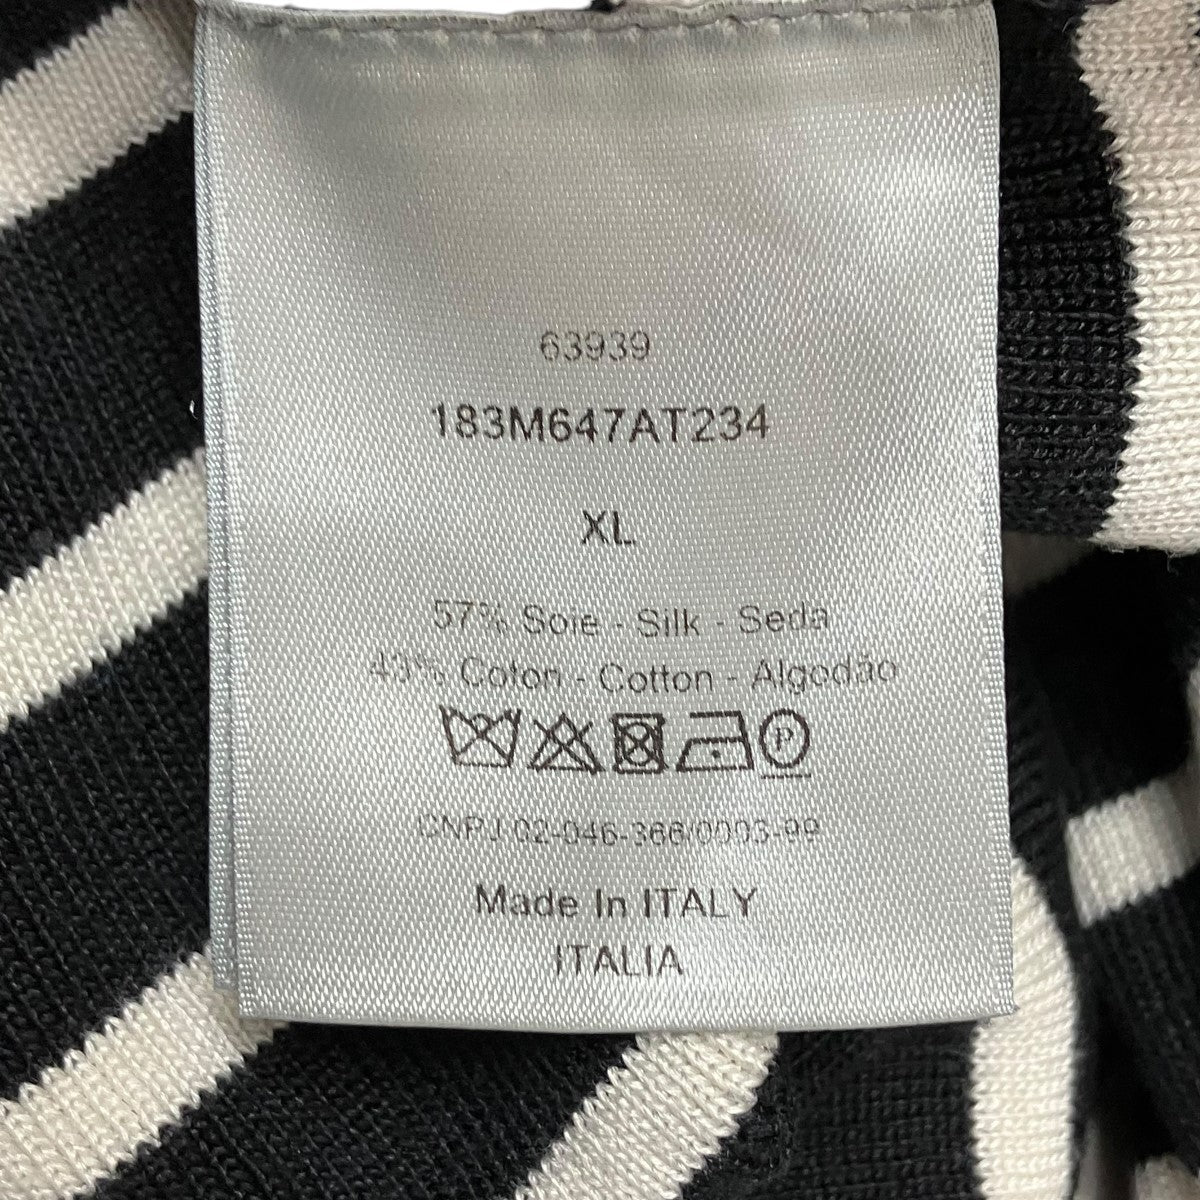 63939
183M647AT234
XL
57% Soie - Silk - Seda
43% Coton - Cotton - Algodão
P
CNPJ 02-046-366/0003-99
Made In ITALY
ITALIA